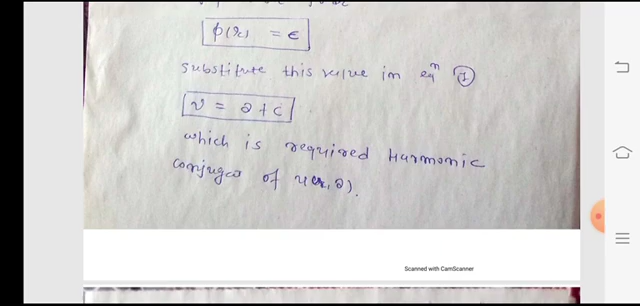 φ(x) = c
substitute this value in eqn ①
v = y + c
which is required Harmonic
conjugate of u(x, y).
Scanned with CamScanner